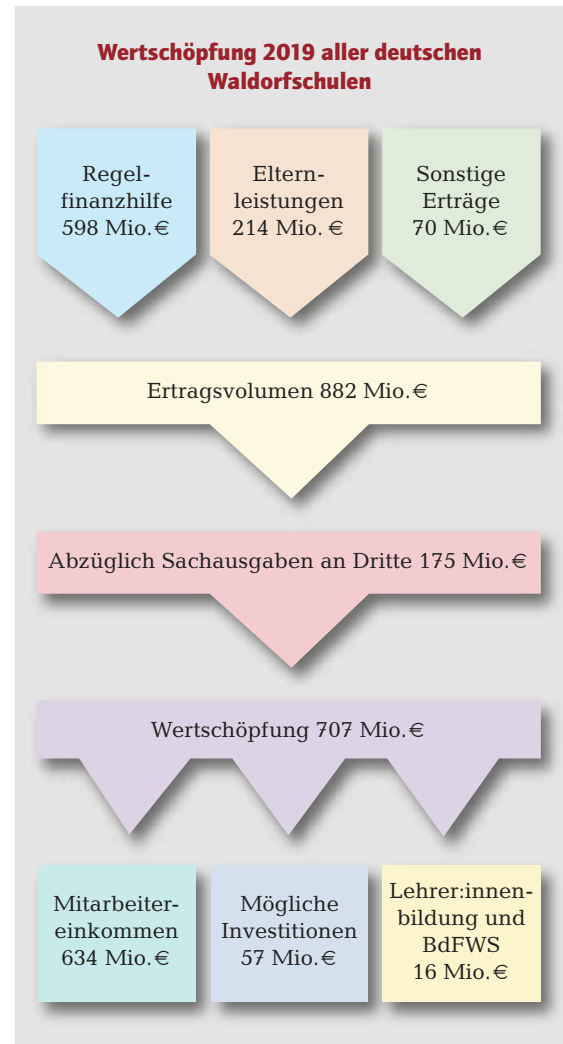 Wertschöpfung 2019 aller deutschen
Waldorfschulen
Regel-
finanzhilfe
598 Mio.€
Eltern-
leistungen
214 Mio. €
Sonstige
Erträge
70 Mio.€
Ertragsvolumen 882 Mio.€
Abzüglich Sachausgaben an Dritte 175 Mio.€
Wertschöpfung 707 Mio.€
Mitarbeiter-
einkommen
634 Mio.€
Mögliche
Investitionen
57 Mio.€
Lehrer:innen-
bildung und
BdFWS
16 Mio.€